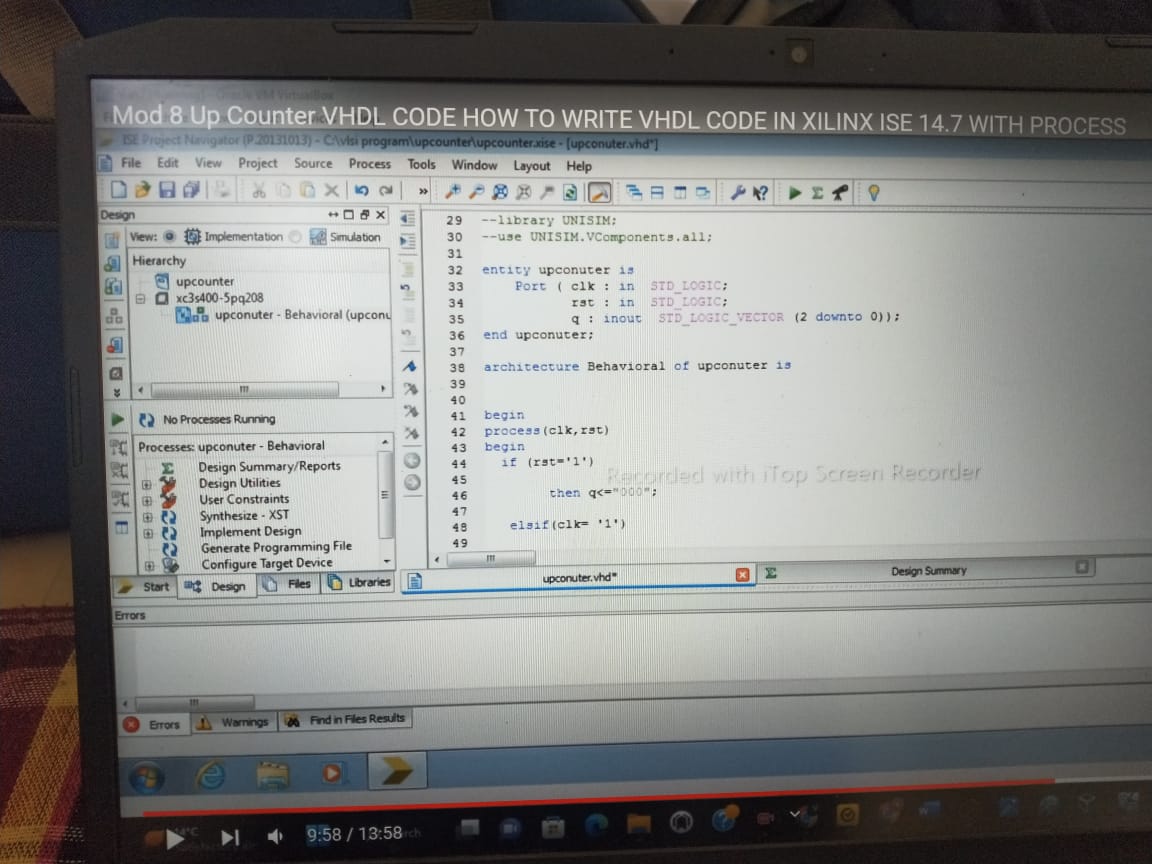 Mod 8 Up Counter VHDL CODE HOW TO WRITE VHDL CODE IN XILINX ISE 14.7 WITH PROCESS
ISE Project Navigator (P.20131013) - C:\vlsi program\upcounter\upcounter.xise - [upconuter.vhd*]
File Edit View Project Source Process Tools Window Layout Help
Design
View: Implementation Simulation
Hierarchy
upcounter
xc3s400-5pq208
upconuter - Behavioral (upconu
No Processes Running
Processes: upconuter - Behavioral
Design Summary/Reports
Design Utilities
User Constraints
Synthesize - XST
Implement Design
Generate Programming File
Configure Target Device
Start Design Files Libraries
29 --library UNISIM;
30 --use UNISIM.VComponents.all;
31
32 entity upconuter is
33 Port ( clk : in STD_LOGIC;
34 rst : in STD_LOGIC;
35 q : inout STD_LOGIC_VECTOR (2 downto 0));
36 end upconuter;
37
38 architecture Behavioral of upconuter is
39
40
41 begin
42 process(clk,rst)
43 begin
44 if (rst='1')
45
46 then q<="000";
47
48 elsif(clk= '1')
49
Recorded with iTop Screen Recorder
upconuter.vhd* Design Summary
Errors
Errors Warnings Find in Files Results
9:58 / 13:58